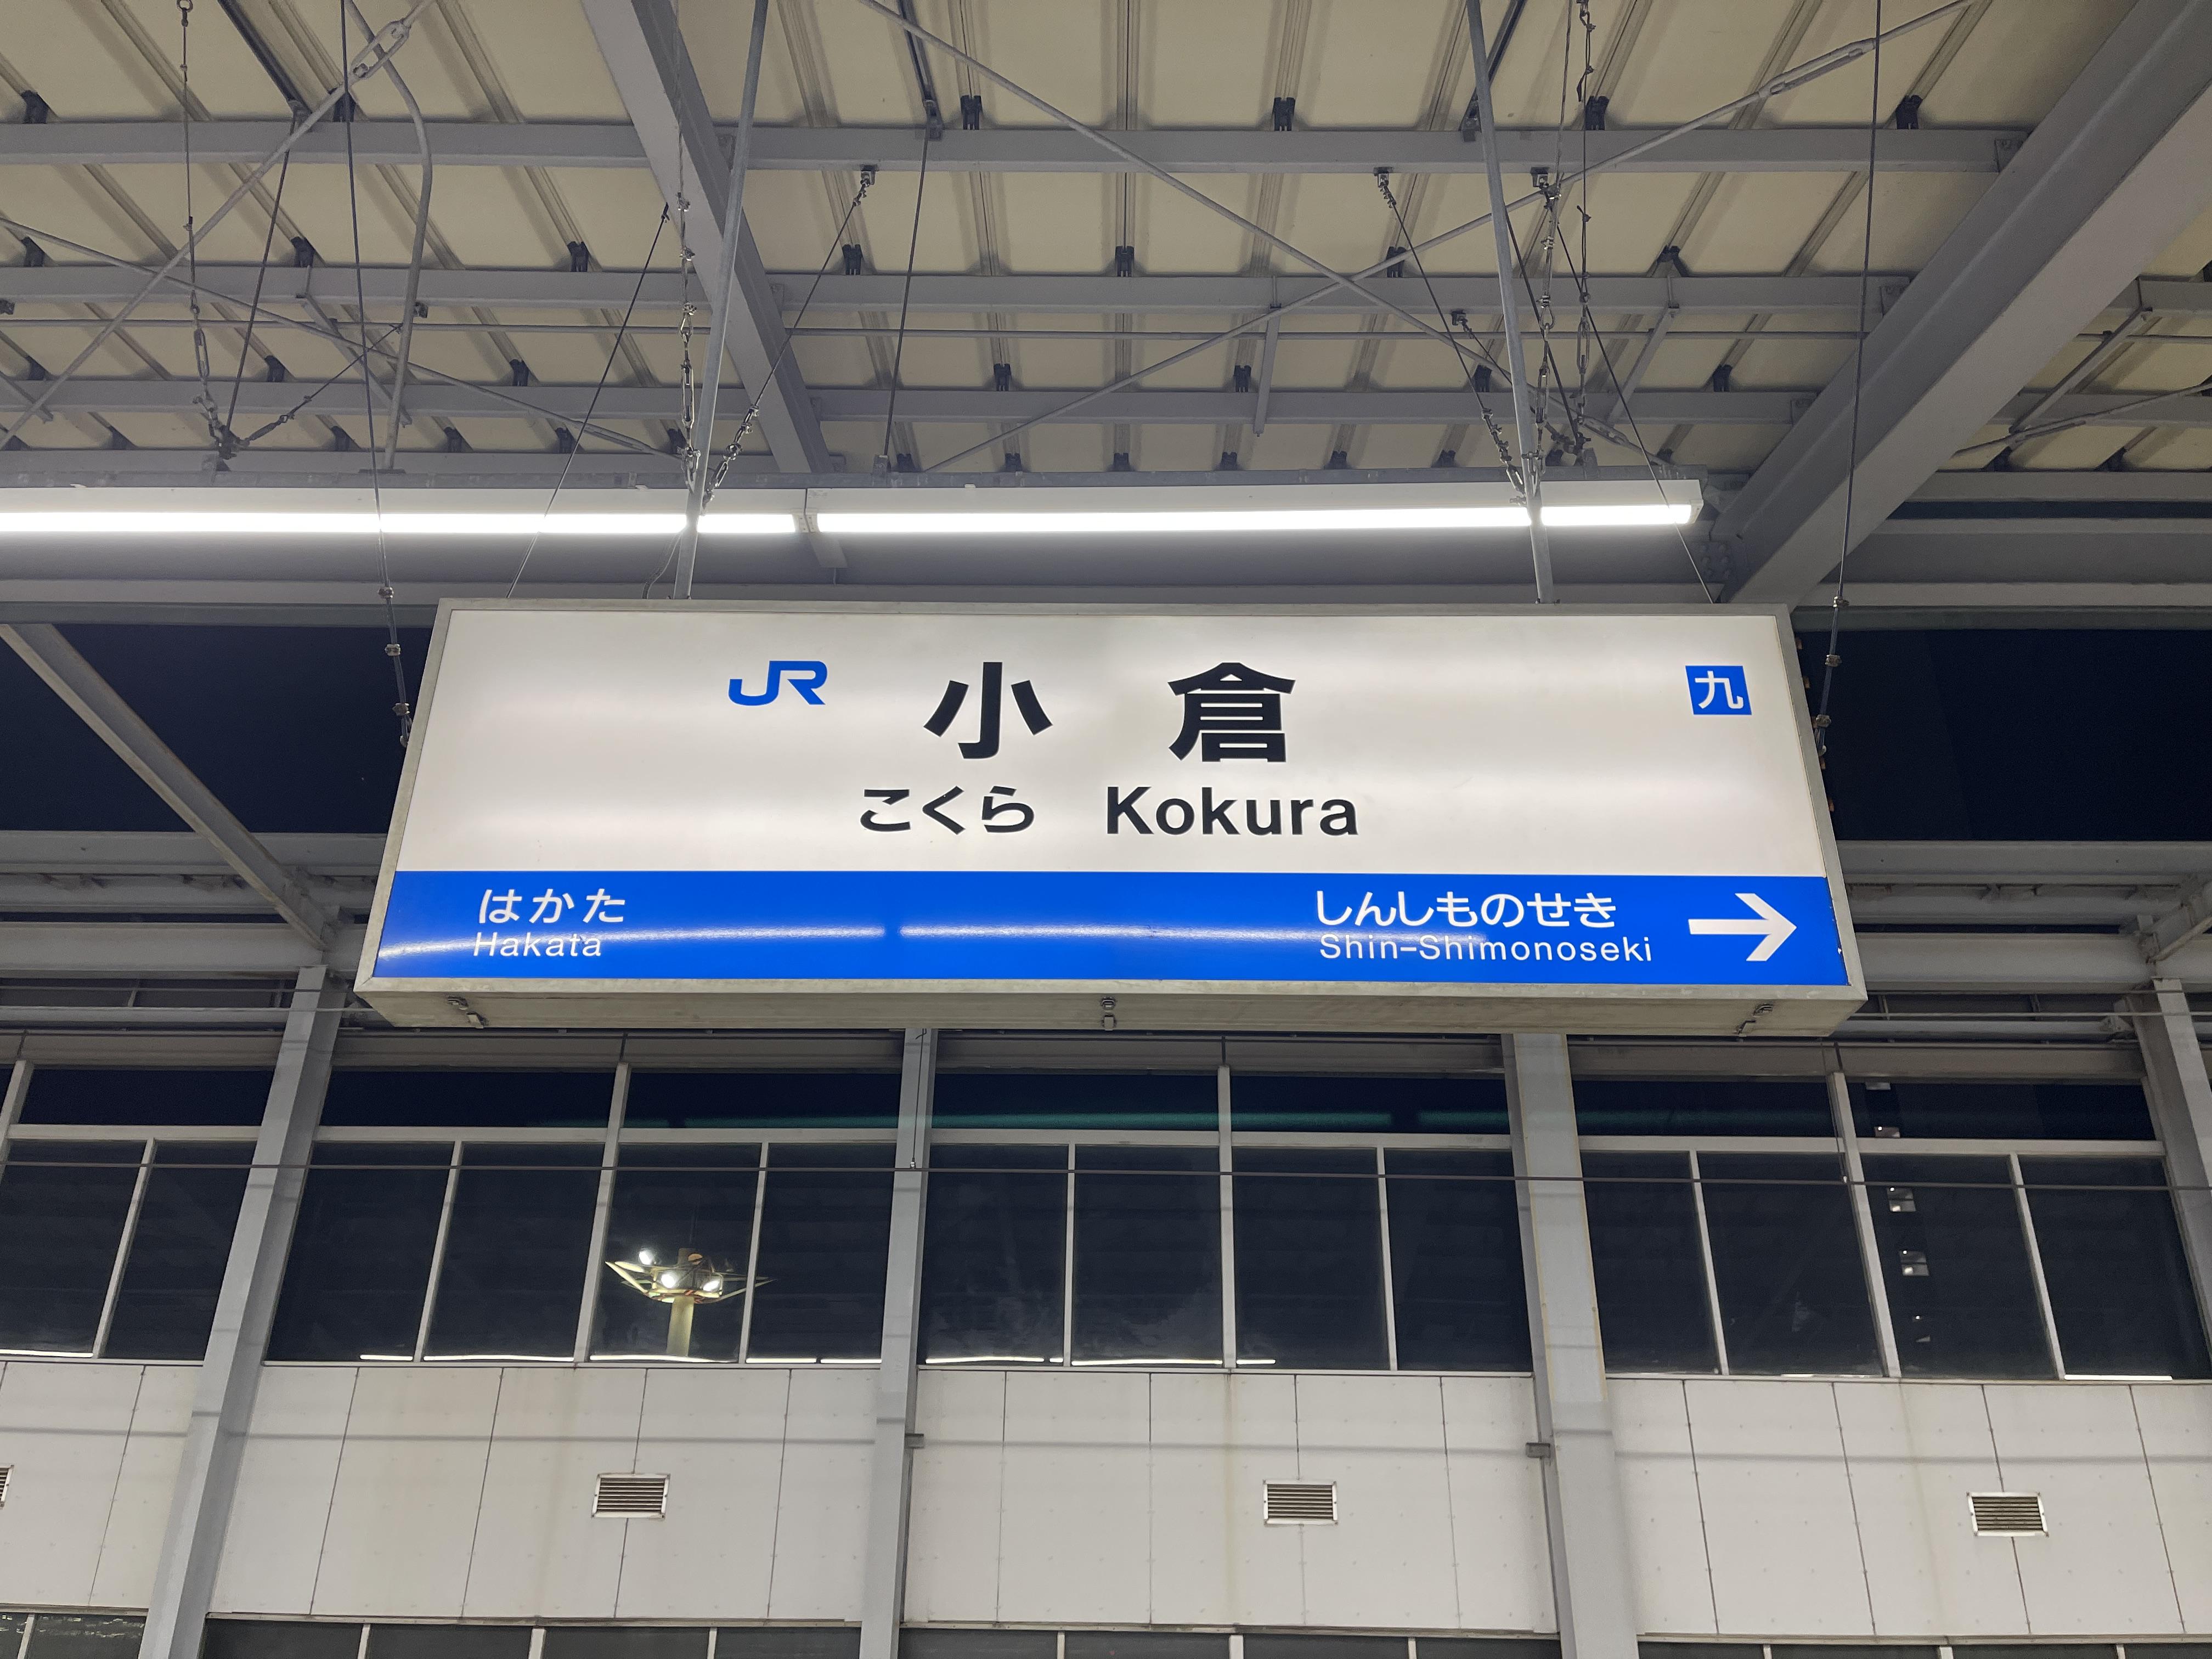 JR 小倉 九
こくら Kokura
はかた しんしものせき →
Hakata Shin-Shimonoseki